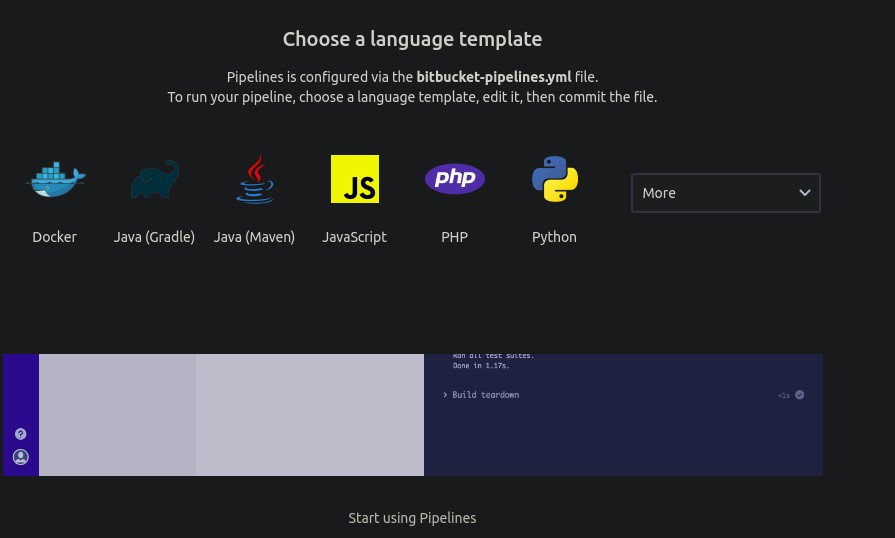 Choose a language template
Pipelines is configured via the bitbucket-pipelines.yml file.
To run your pipeline, choose a language template, edit it, then commit the file.
JS
php
More
Docker
Java (Gradle)
Java (Maven)
JavaScript
PHP
Python
Ran all test suites.
Done in 1.17s.
> Build teardown
<1s
?
Start using Pipelines